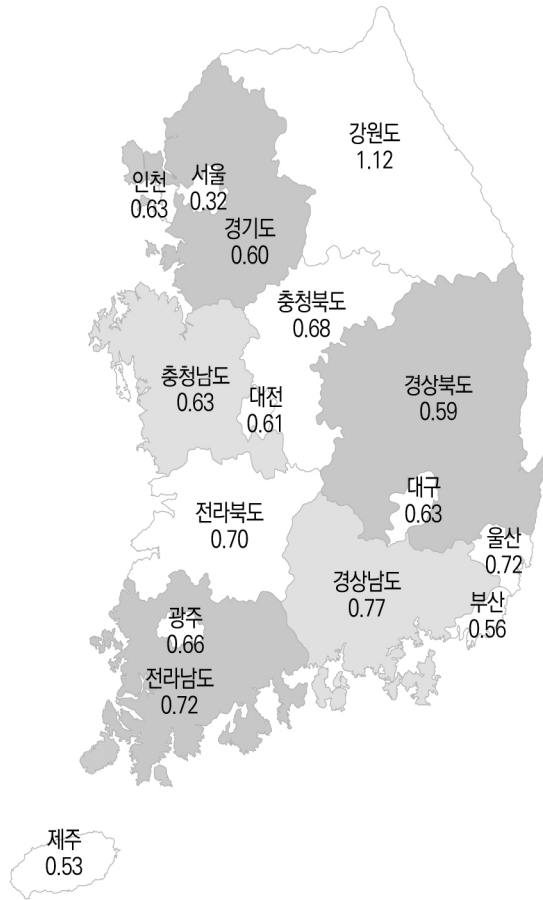 강원도
1.12
서울
0.32
인천
0.63
경기도
0.60
충청북도
0.68
충청남도
0.63
대전
0.61
경상북도
0.59
대구
0.63
전라북도
0.70
울산
0.72
경상남도
0.77
부산
0.56
광주
0.66
전라남도
0.72
제주
0.53